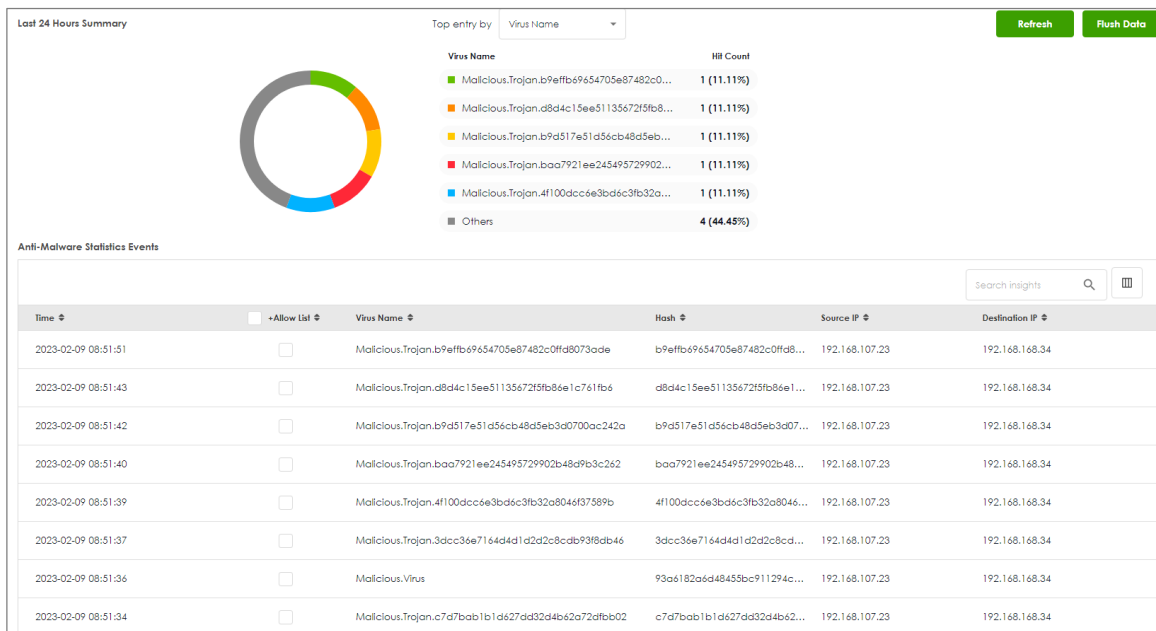 Last 24 Hours Summary Top entry by Virus Name Refresh Flush Data
Virus Name Hit Count
Malicious.Trojan.b9effb69654705e87482c0... 1 (11.11%)
Malicious.Trojan.d8d4c15ee51135672f5fb8... 1 (11.11%)
Malicious.Trojan.b9d517e51d56cb48d5eb... 1 (11.11%)
Malicious.Trojan.baa7921ee245495729902... 1 (11.11%)
Malicious.Trojan.4f100dcc6e3bd6c3fb32a... 1 (11.11%)
Others 4 (44.45%)
Anti-Malware Statistics Events
Search insights
Time +Allow List Virus Name Hash Source IP Destination IP
2023-02-09 08:51:51 Malicious.Trojan.b9effb69654705e87482c0ffd8073ade b9effb69654705e87482c0ffd8... 192.168.107.23 192.168.168.34
2023-02-09 08:51:43 Malicious.Trojan.d8d4c15ee51135672f5fb86e1c761fb6 d8d4c15ee51135672f5fb86e1... 192.168.107.23 192.168.168.34
2023-02-09 08:51:42 Malicious.Trojan.b9d517e51d56cb48d5eb3d0700ac242a b9d517e51d56cb48d5eb3d07... 192.168.107.23 192.168.168.34
2023-02-09 08:51:40 Malicious.Trojan.baa7921ee245495729902b48d9b3c262 baa7921ee245495729902b48... 192.168.107.23 192.168.168.34
2023-02-09 08:51:39 Malicious.Trojan.4f100dcc6e3bd6c3fb32a8046f37589b 4f100dcc6e3bd6c3fb32a8046... 192.168.107.23 192.168.168.34
2023-02-09 08:51:37 Malicious.Trojan.3dcc36e7164d4d1d2d2c8cdb93f8db46 3dcc36e7164d4d1d2d2c8cd... 192.168.107.23 192.168.168.34
2023-02-09 08:51:36 Malicious.Virus 93a6182a6d48455bc911294c... 192.168.107.23 192.168.168.34
2023-02-09 08:51:34 Malicious.Trojan.c7d7bab1b1d627dd32d4b62a72dfbb02 c7d7bab1b1d627dd32d4b62... 192.168.107.23 192.168.168.34